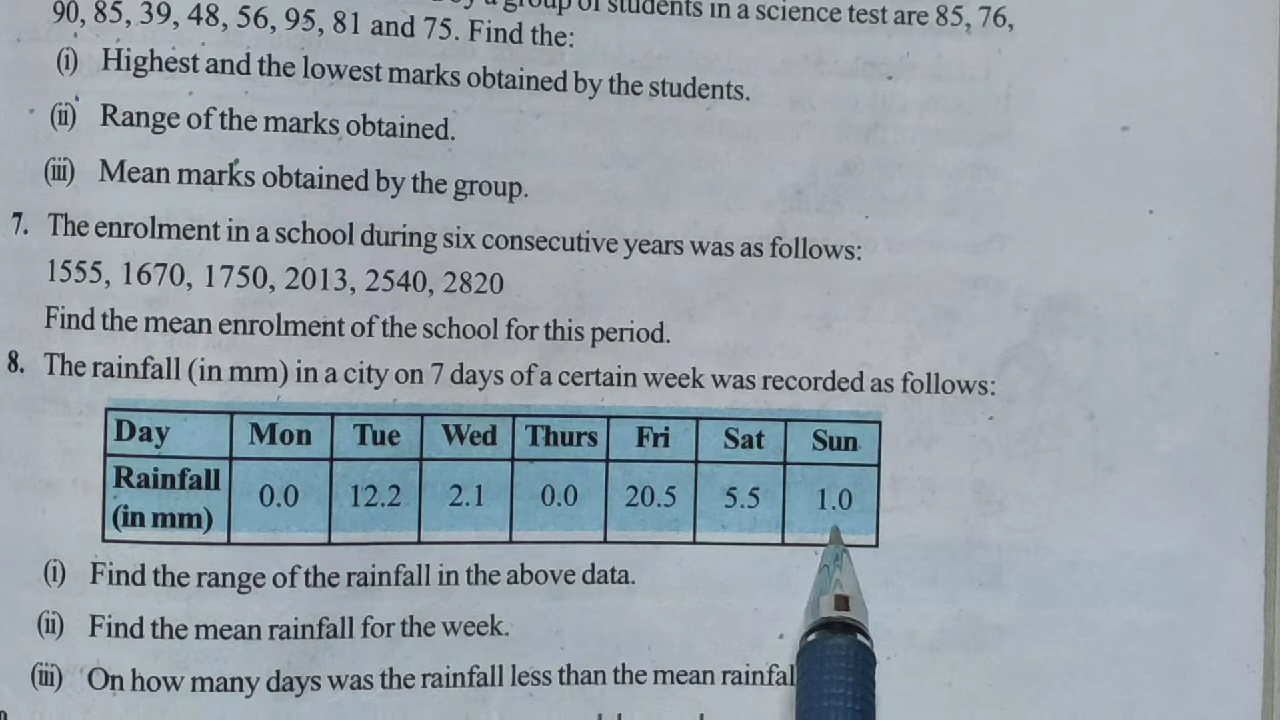 by a group of students in a science test are 85, 76,
90, 85, 39, 48, 56, 95, 81 and 75. Find the:
(i) Highest and the lowest marks obtained by the students.
(ii) Range of the marks obtained.
(iii) Mean marks obtained by the group.
7. The enrolment in a school during six consecutive years was as follows:
1555, 1670, 1750, 2013, 2540, 2820
Find the mean enrolment of the school for this period.
8. The rainfall (in mm) in a city on 7 days of a certain week was recorded as follows:
Day Mon Tue Wed Thurs Fri Sat Sun
Rainfall (in mm) 0.0 12.2 2.1 0.0 20.5 5.5 1.0
(i) Find the range of the rainfall in the above data.
(ii) Find the mean rainfall for the week.
(iii) On how many days was the rainfall less than the mean rainfal